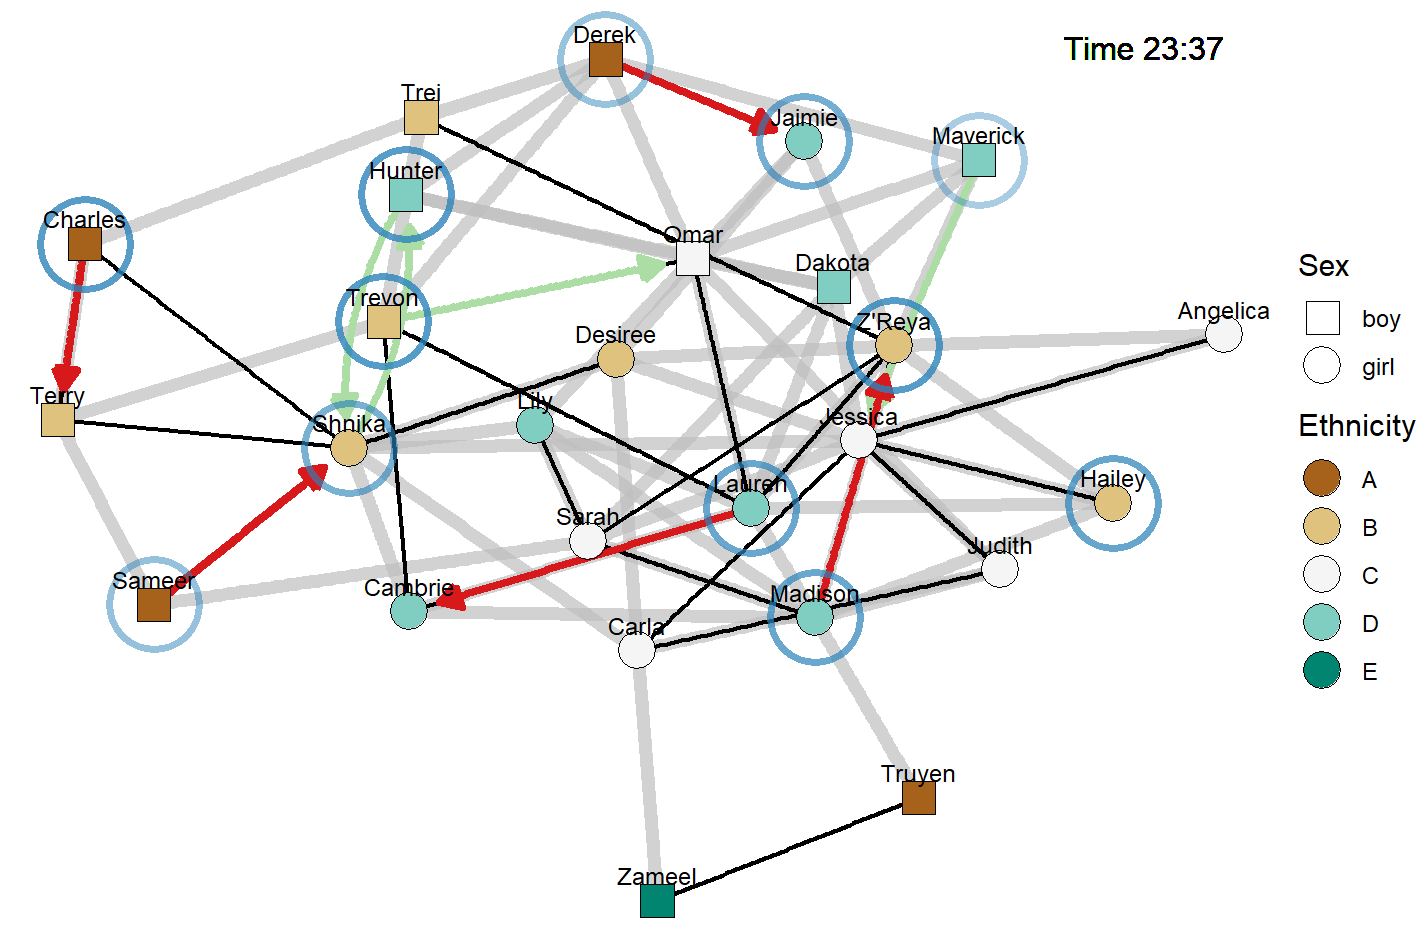 Time 23:37
Derek
Trei
Jaimie
Maverick
Hunter
Charles
Omar
Dakota
Trevon
Z'Reya
Angelica
Desiree
Terry
Lily
Shnika
Jessica
Lauren
Hailey
Sarah
Judith
Sameer
Cambrie
Madison
Carla
Truyen
Zameel
Sex
boy
girl
Ethnicity
A
B
C
D
E